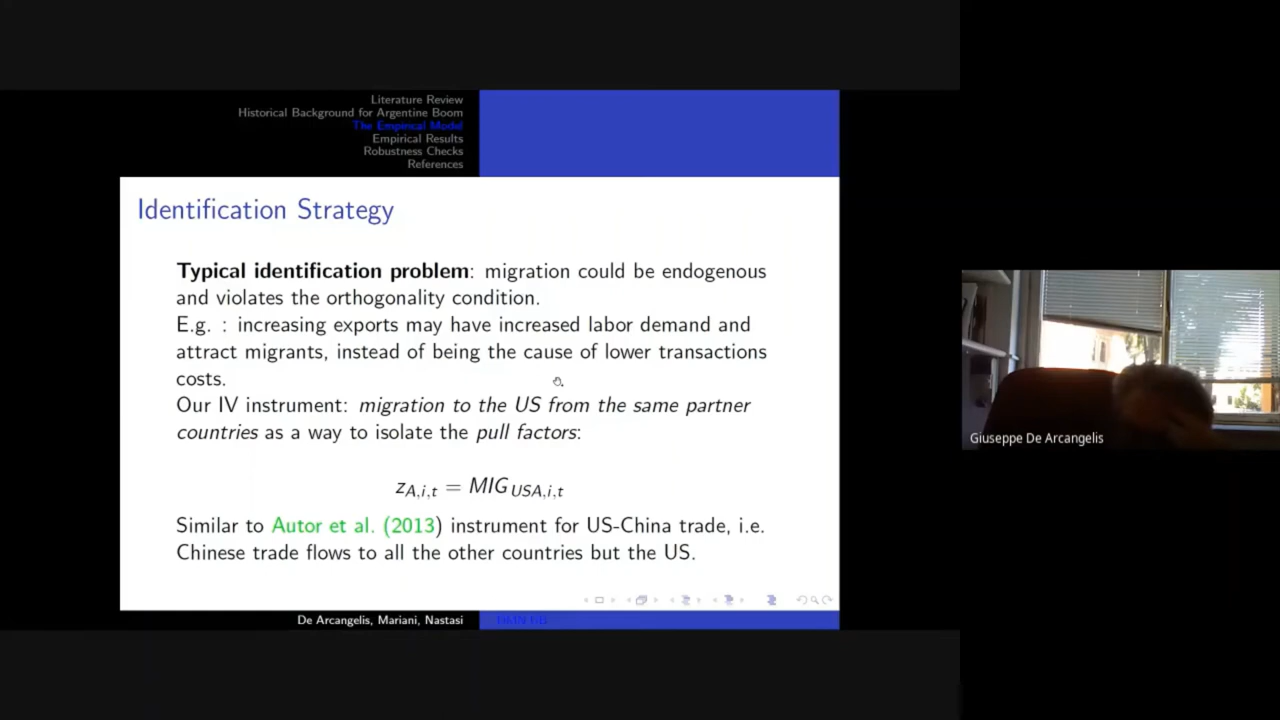 Literature Review
Historical Background for Argentine Boom
The Empirical Model
Empirical Results
Robustness Checks
References
Identification Strategy
Typical identification problem: migration could be endogenous
and violates the orthogonality condition.
E.g. : increasing exports may have increased labor demand and
attract migrants, instead of being the cause of lower transactions
costs.
Our IV instrument: migration to the US from the same partner
countries as a way to isolate the pull factors:
z_{A,i,t} = MIG_{USA,i,t}
Similar to Autor et al. (2013) instrument for US-China trade, i.e.
Chinese trade flows to all the other countries but the US.
De Arcangelis, Mariani, Nastasi
Giuseppe De Arcangelis